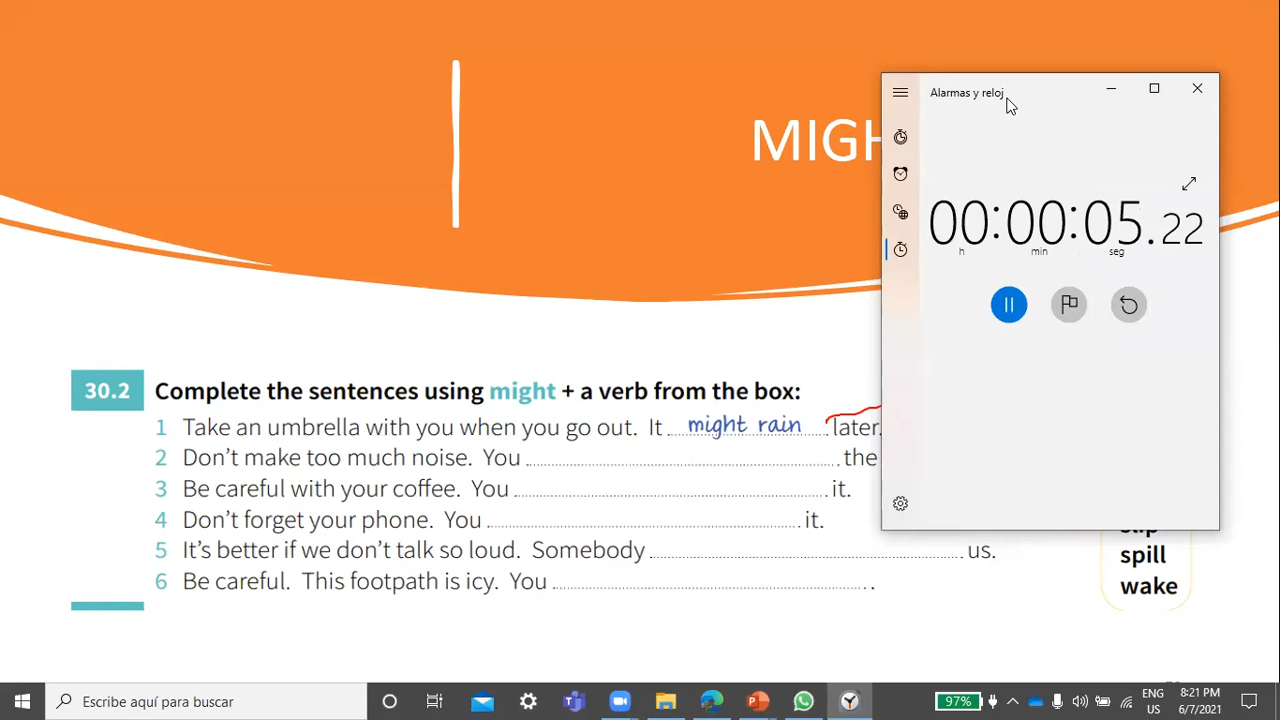 MIGH
Alarmas y reloj
00:00:05.22
h min seg
30.2 Complete the sentences using might + a verb from the box:
1 Take an umbrella with you when you go out. It might rain later.
2 Don't make too much noise. You ........ the
3 Be careful with your coffee. You ........ it.
4 Don't forget your phone. You ........ it.
5 It's better if we don't talk so loud. Somebody ........ us.
6 Be careful. This footpath is icy. You ........ .
slip
spill
wake
Escribe aquí para buscar
97%
ENG
US
8:21 PM
6/7/2021